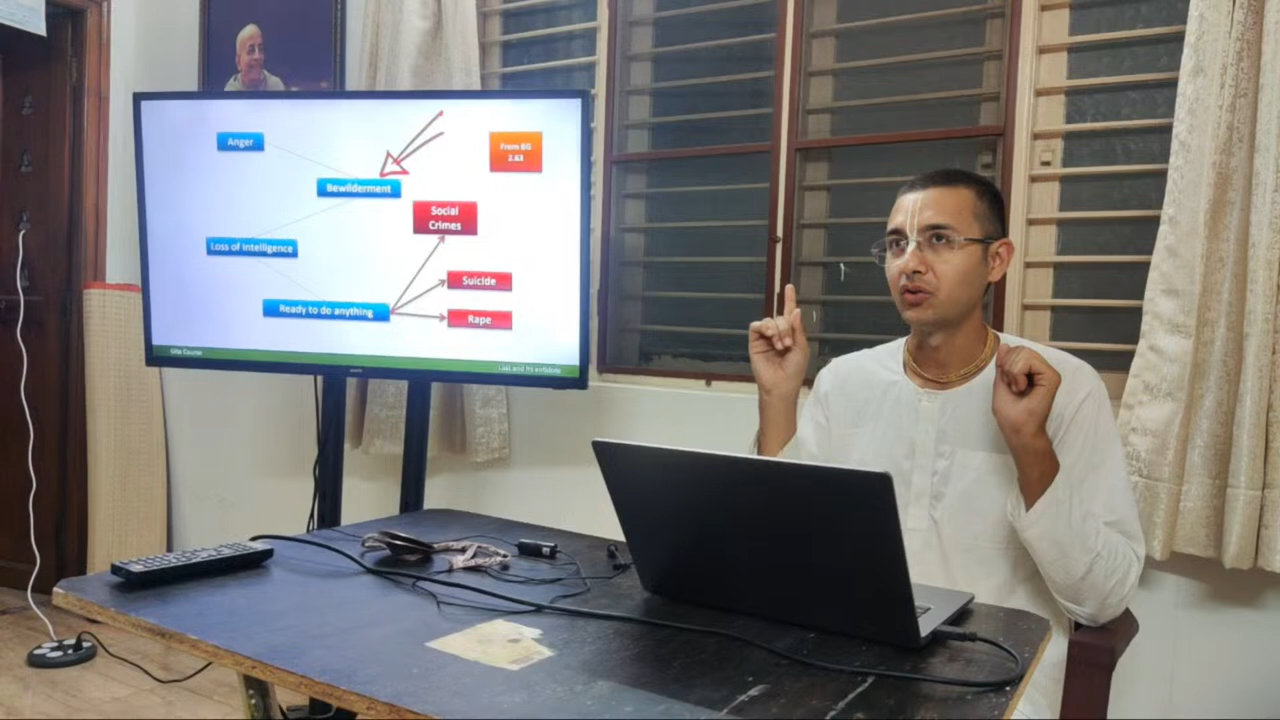 Anger
From BG
2.63
Bewilderment
Social
Crimes
Loss of Intelligence
Suicide
Ready to do anything
Rape
Gita Course
Lust and its antidote